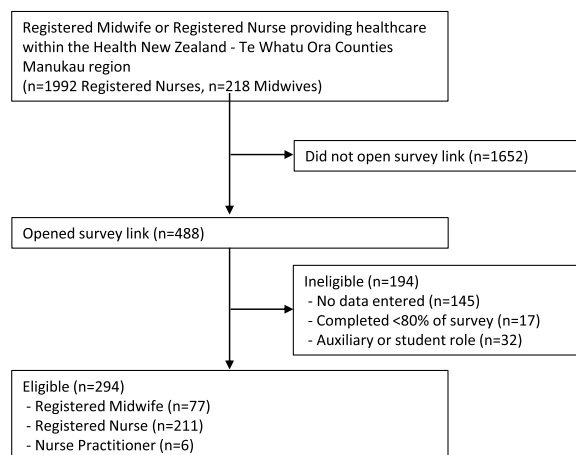 Registered Midwife or Registered Nurse providing healthcare
within the Health New Zealand - Te Whatu Ora Counties
Manukau region
(n=1992 Registered Nurses, n=218 Midwives)
Did not open survey link (n=1652)
Opened survey link (n=488)
Ineligible (n=194)
- No data entered (n=145)
- Completed <80% of survey (n=17)
- Auxiliary or student role (n=32)
Eligible (n=294)
- Registered Midwife (n=77)
- Registered Nurse (n=211)
- Nurse Practitioner (n=6)